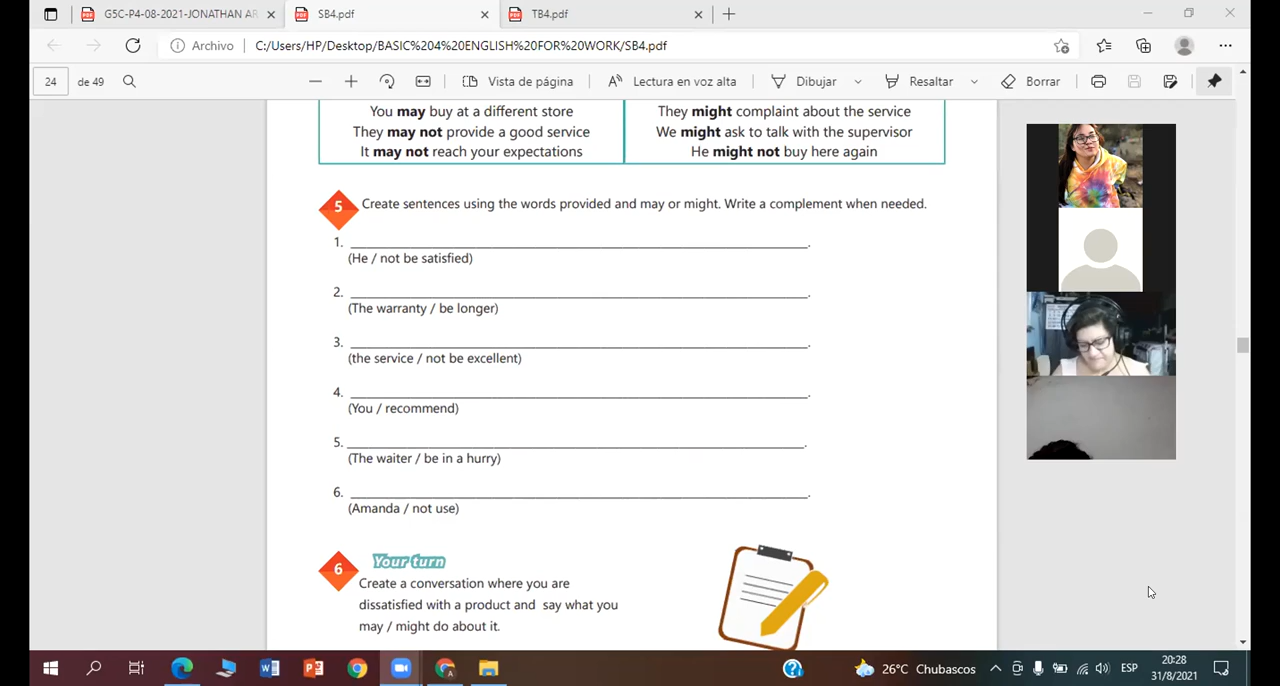 G5C-P4-08-2021-JONATHAN AR
SB4.pdf
TB4.pdf
Archivo
C:/Users/HP/Desktop/BASIC%204%20ENGLISH%20FOR%20WORK/SB4.pdf
24
de 49
Vista de página
Lectura en voz alta
Dibujar
Resaltar
Borrar
You may buy at a different store
They may not provide a good service
It may not reach your expectations
They might complaint about the service
We might ask to talk with the supervisor
He might not buy here again
5 Create sentences using the words provided and may or might. Write a complement when needed.
1. ______________________________.
(He / not be satisfied)
2. ______________________________.
(The warranty / be longer)
3. ______________________________.
(the service / not be excellent)
4. ______________________________.
(You / recommend)
5. ______________________________.
(The waiter / be in a hurry)
6. ______________________________.
(Amanda / not use)
6 Your turn
Create a conversation where you are
dissatisfied with a product and say what you
may / might do about it.
26°C Chubascos
ESP
20:28
31/8/2021